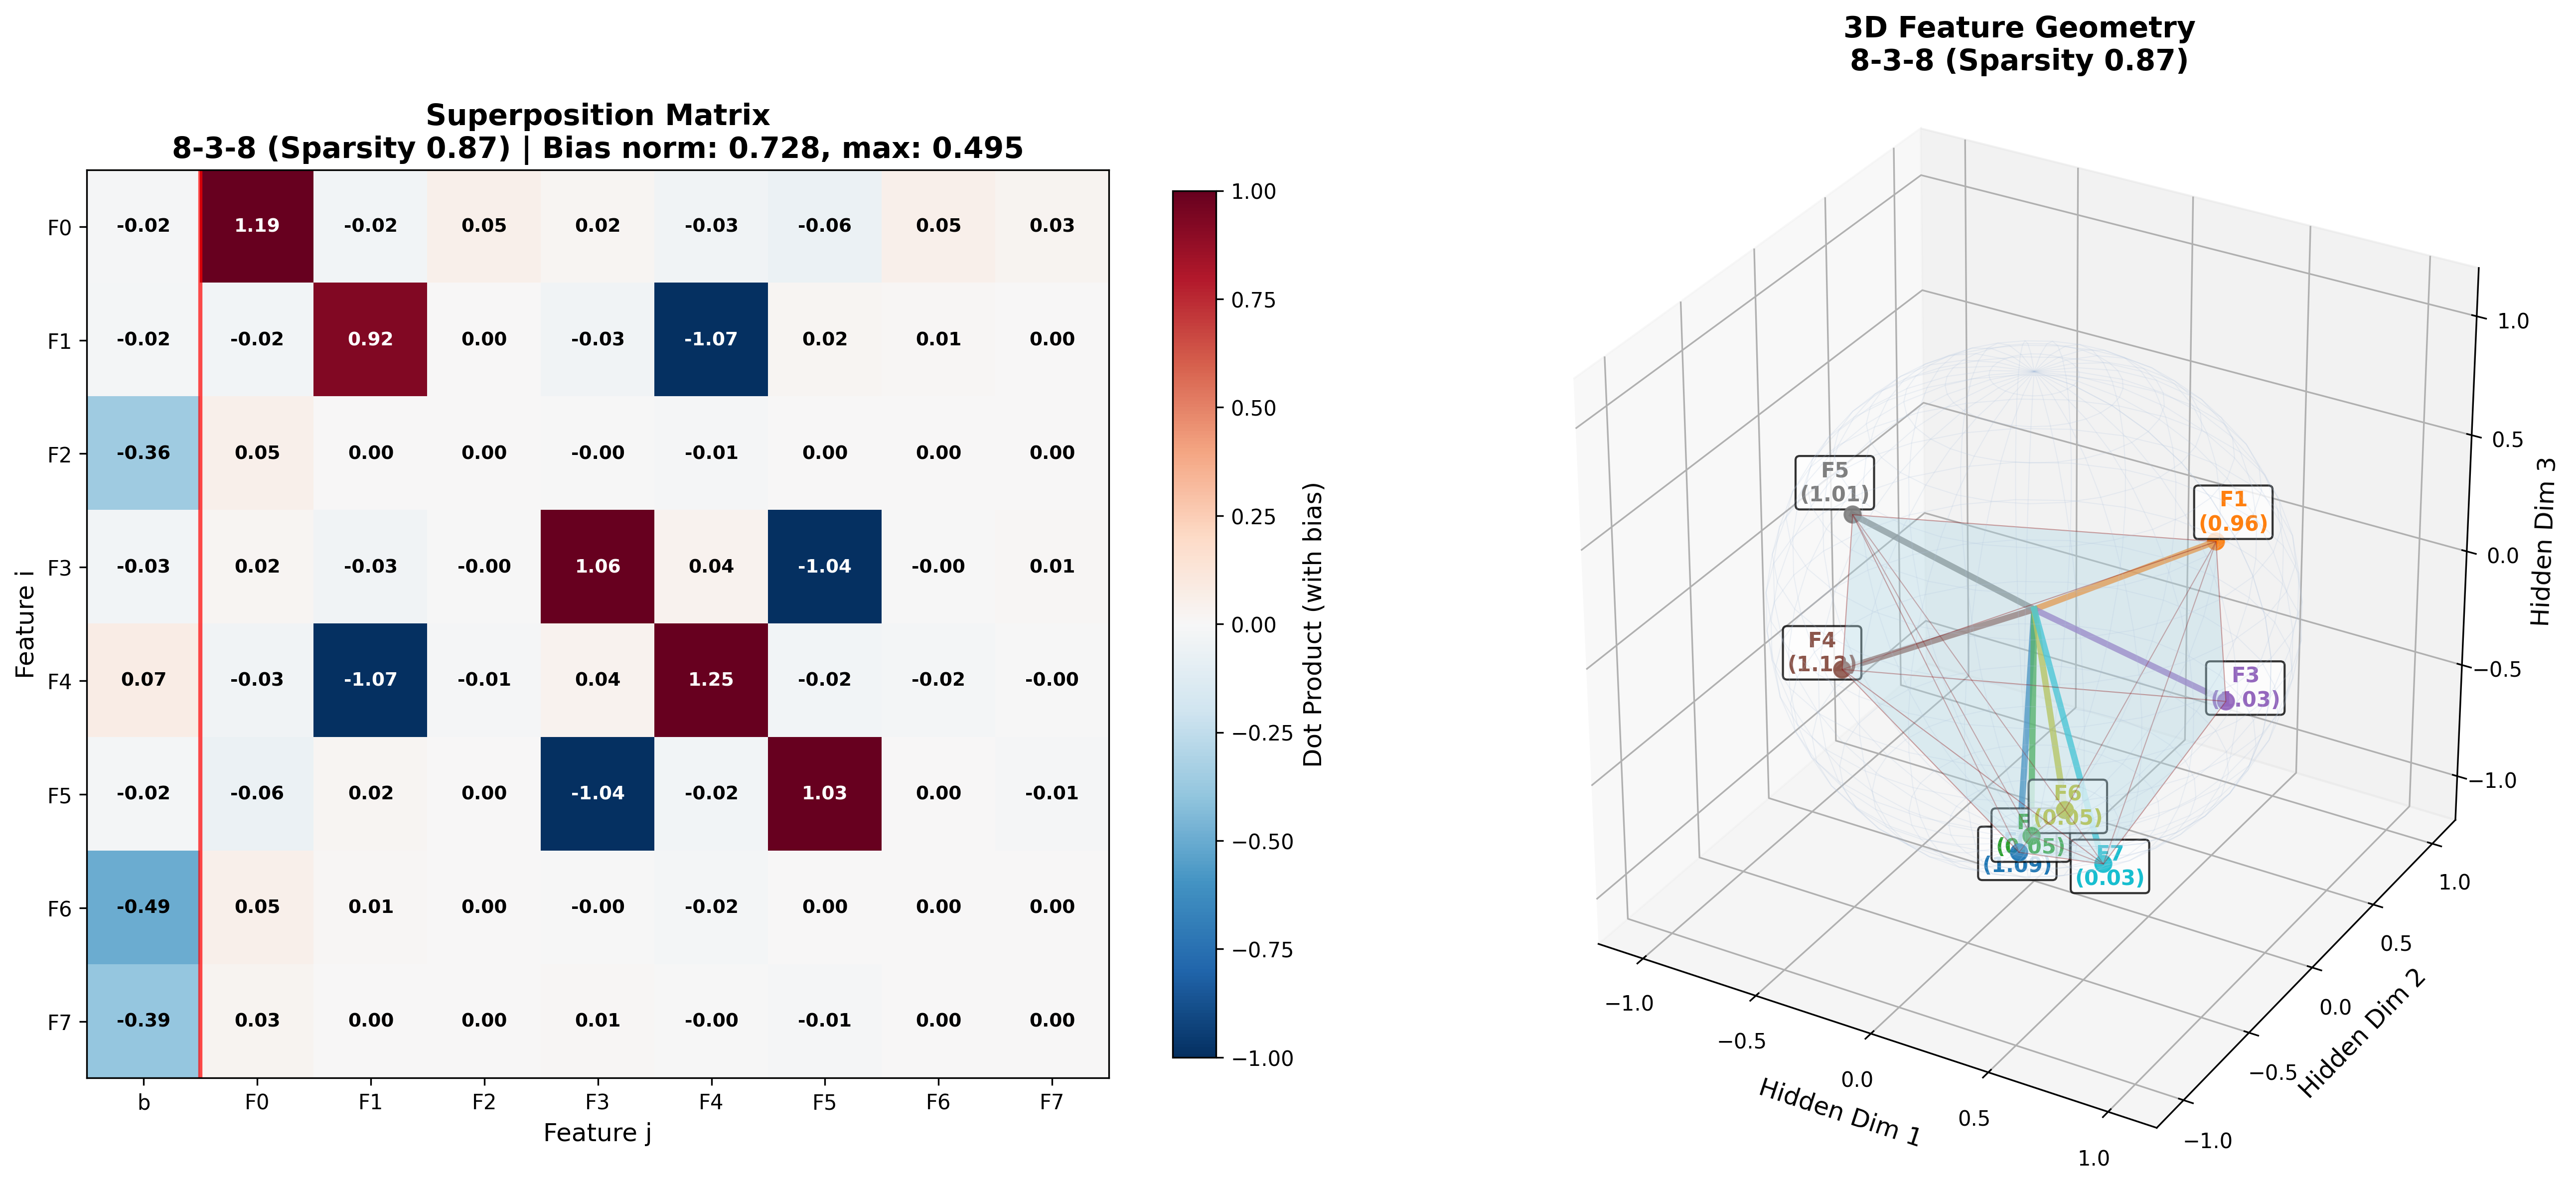 Superposition Matrix
8-3-8 (Sparsity 0.87) | Bias norm: 0.728, max: 0.495
F0 -0.02 1.19 -0.02 0.05 0.02 -0.03 -0.06 0.05 0.03
F1 -0.02 -0.02 0.92 0.00 -0.03 -1.07 0.02 0.01 0.00
F2 -0.36 0.05 0.00 0.00 -0.00 -0.01 0.00 0.00 0.00
F3 -0.03 0.02 -0.03 -0.00 1.06 0.04 -1.04 -0.00 0.01
F4 0.07 -0.03 -1.07 -0.01 0.04 1.25 -0.02 -0.02 -0.00
F5 -0.02 -0.06 0.02 0.00 -1.04 -0.02 1.03 0.00 -0.01
F6 -0.49 0.05 0.01 0.00 -0.00 -0.02 0.00 0.00 0.00
F7 -0.39 0.03 0.00 0.00 0.01 -0.00 -0.01 0.00 0.00
b F0 F1 F2 F3 F4 F5 F6 F7
Feature j
Feature i
1.00
0.75
0.50
0.25
0.00
−0.25
−0.50
−0.75
−1.00
Dot Product (with bias)
3D Feature Geometry
8-3-8 (Sparsity 0.87)
F5
(1.01)
F1
(0.96)
F4
(1.12)
F3
(1.03)
F6
(0.05)
(0.05)
(1.09)
F7
(0.03)
−1.0
−0.5
0.0
0.5
1.0
Hidden Dim 1
−1.0
−0.5
0.0
0.5
1.0
Hidden Dim 2
1.0
0.5
0.0
−0.5
−1.0
Hidden Dim 3